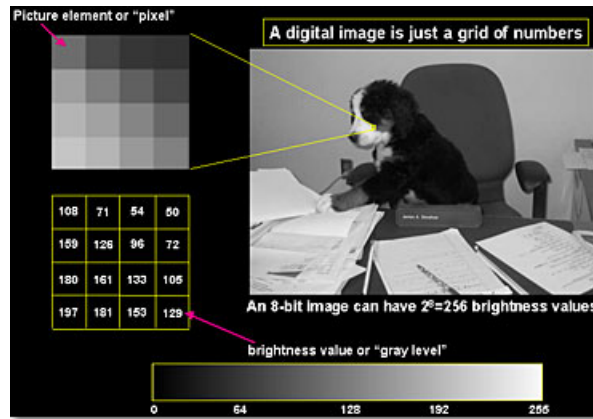 Picture element or "pixel"
A digital image is just a grid of numbers
108 71 54 50
159 126 96 72
180 161 133 105
197 181 153 129
An 8-bit image can have 2⁸=256 brightness values
brightness value or "gray level"
0 64 128 192 255